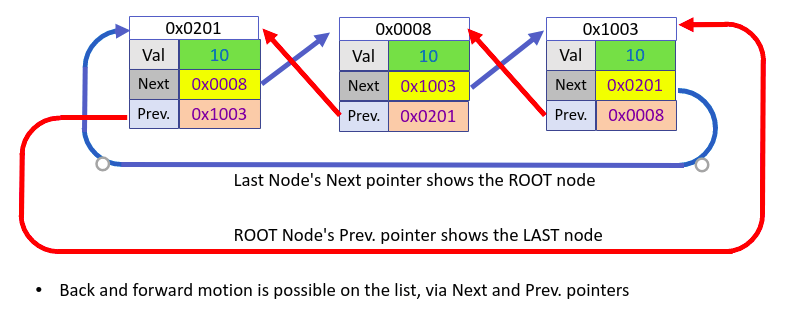 0x0201 0x0008 0x1003
Val 10 Val 10 Val 10
Next 0x0008 Next 0x1003 Next 0x0201
Prev. 0x1003 Prev. 0x0201 Prev. 0x0008
Last Node's Next pointer shows the ROOT node
ROOT Node's Prev. pointer shows the LAST node
• Back and forward motion is possible on the list, via Next and Prev. pointers